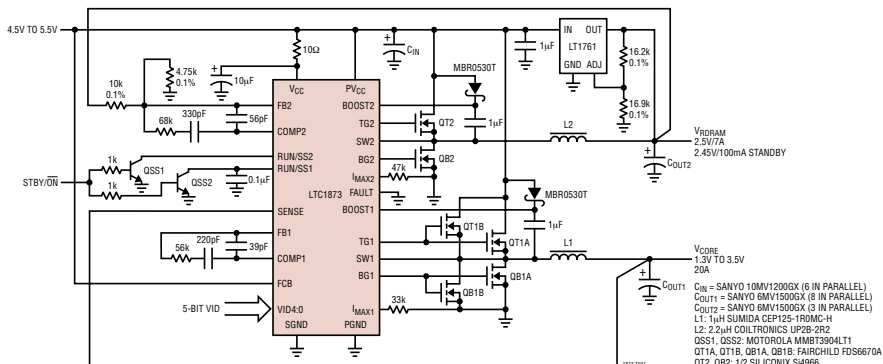 4.5V TO 5.5V
10Ω
+
CIN
1µF
IN OUT
LT1761
GND ADJ
16.2k
0.1%
16.9k
0.1%
4.75k
0.1%
10k
0.1%
+
10µF
330pF
68k
56pF
MBR0530T
1µF
VCC
PVCC
FB2
COMP2
RUN/SS2
RUN/SS1
LTC1873
SENSE
FB1
COMP1
FCB
VID4:0
SGND
PGND
BOOST2
TG2
SW2
BG2
IMAX2
FAULT
BOOST1
TG1
SW1
BG1
IMAX1
QT2
QB2
47k
L2
VRDRAM
2.5V/7A
2.45V/100mA STANDBY
+
COUT2
STBY/ON
1k
1k
QSS1
QSS2
0.1µF
MBR0530T
1µF
QT1B
QT1A
QB1B
QB1A
L1
VCORE
1.3V TO 3.5V
20A
+
COUT1
220pF
56k
39pF
5-BIT VID
33k
CIN = SANYO 10MV1200GX (6 IN PARALLEL)
COUT1 = SANYO 6MV1500GX (8 IN PARALLEL)
COUT2 = SANYO 6MV1500GX (3 IN PARALLEL)
L1: 1µH SUMIDA CEP125-1R0MC-H
L2: 2.2µH COILTRONICS UP2B-2R2
QSS1, QSS2: MOTOROLA MMBT3904LT1
QT1A, QT1B, QB1A, QB1B: FAIRCHILD FDS6670A
QT2, QB2: 1/2 SILICONIX Si4966